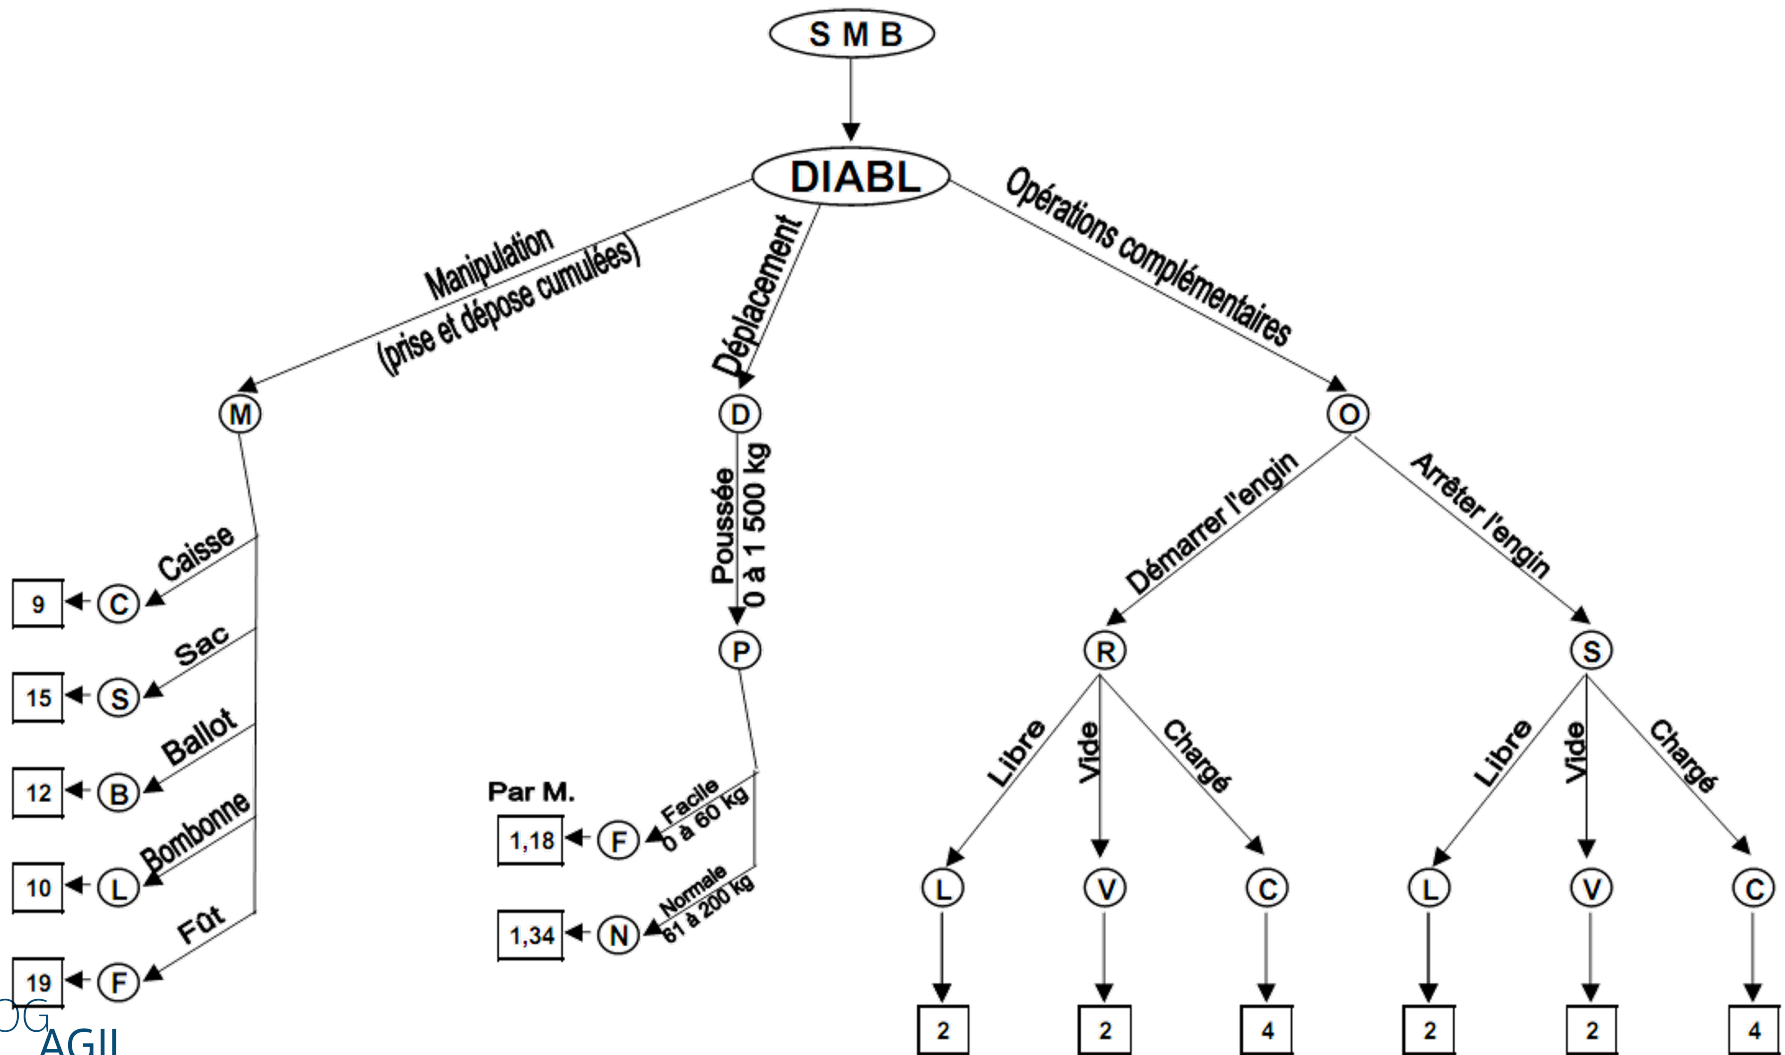 S M B
DIABL
Manipulation
(prise et dépose cumulées)
Déplacement
Opérations complémentaires
M
D
O
Caisse
9
C
Sac
15
S
Ballot
12
B
Bombonne
10
L
Fût
19
F
Poussée
0 à 1 500 kg
P
Par M.
Facile
0 à 60 kg
1,18
F
Normale
61 à 200 kg
1,34
N
Démarrer l'engin
Arrêter l'engin
R
S
Libre
Vide
Chargé
Libre
Vide
Chargé
L
V
C
L
V
C
2
2
4
2
2
4
OG
AGIL